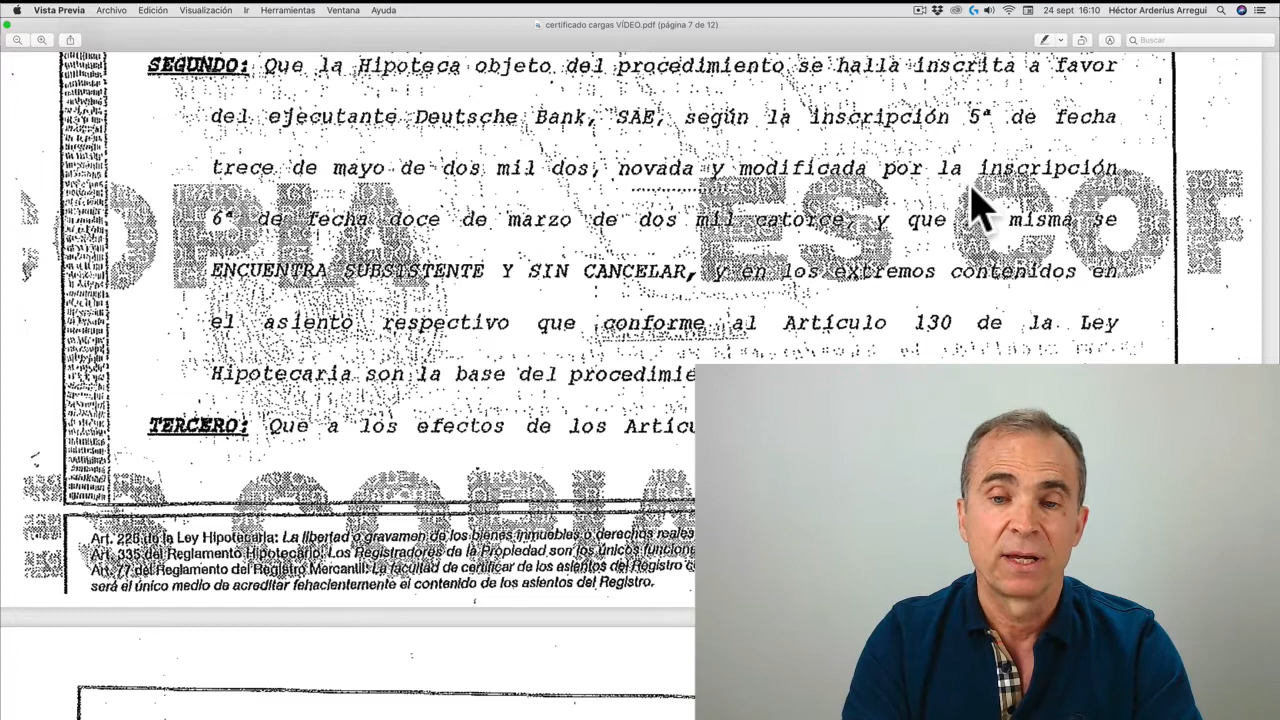 Vista Previa Archivo Edición Visualización Ir Herramientas Ventana Ayuda 24 sept 16:10 Héctor Arderíus Arregui
certificado cargas VÍDEO.pdf (página 7 de 12)
Buscar
SEGUNDO: Que la Hipoteca objeto del procedimiento se halla inscrita a favor
del ejecutante Deutsche Bank, SAE, según la inscripción 5ª de fecha
trece de mayo de dos mil dos, novada y modificada por la inscripción
6ª de fecha doce de marzo de dos mil catorce, y que misma se
ENCUENTRA SUBSISTENTE Y SIN CANCELAR, y en los extremos contenidos en
el asiento respectivo que conforme al Artículo 130 de la Ley
Hipotecaria son la base del procedimie
TERCERO: Que a los efectos de los Artícu
OPIA ES COP
COPIA
Art. 225 de la Ley Hipotecaria: La libertad o gravamen de los bienes inmuebles o derechos reales
Art. 335 del Reglamento Hipotecario: Los Registradores de la Propiedad son los únicos funcione
Art. 77 del Reglamento del Registro Mercantil: La facultad de certificar de los asientos del Registro c
será el único medio de acreditar fehacientemente el contenido de los asientos del Registro.